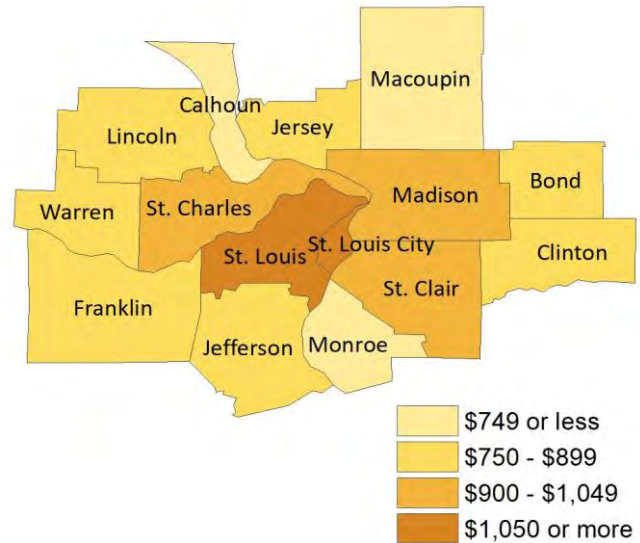 Macoupin
Calhoun
Lincoln
Jersey
Bond
Madison
Warren
St. Charles
St. Louis City
Clinton
St. Louis
St. Clair
Franklin
Jefferson
Monroe
$749 or less
$750 - $899
$900 - $1,049
$1,050 or more